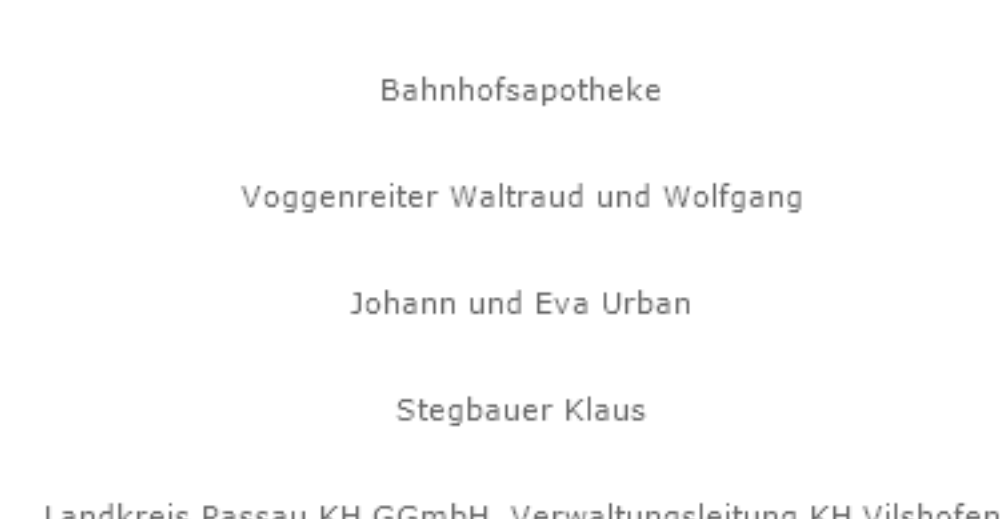 Bahnhofsapotheke
Voggenreiter Waltraud und Wolfgang
Johann und Eva Urban
Stegbauer Klaus
Landkreis Passau KH GGmbH, Verwaltungsleitung KH Vilshofen